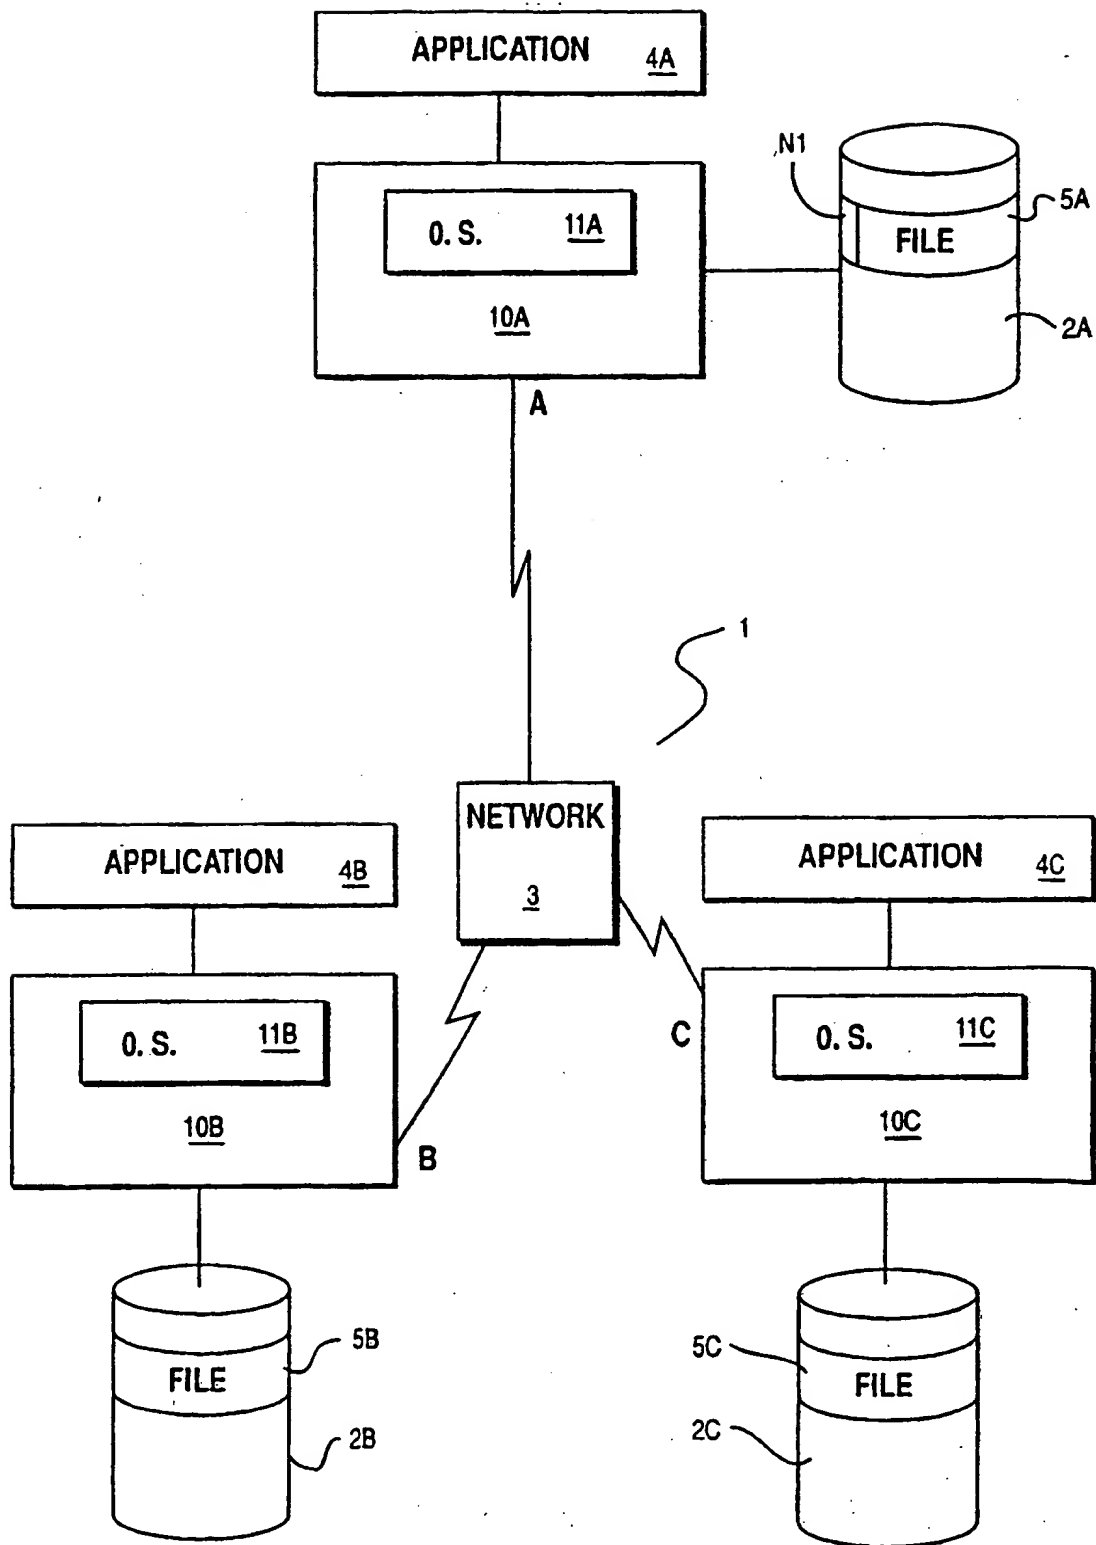 APPLICATION 4A
N1
5A
O. S. 11A
FILE
10A
2A
A
1
NETWORK
3
APPLICATION 4B
APPLICATION 4C
O. S. 11B
C
O. S. 11C
10B
10C
B
5B
5C
FILE
FILE
2B
2C